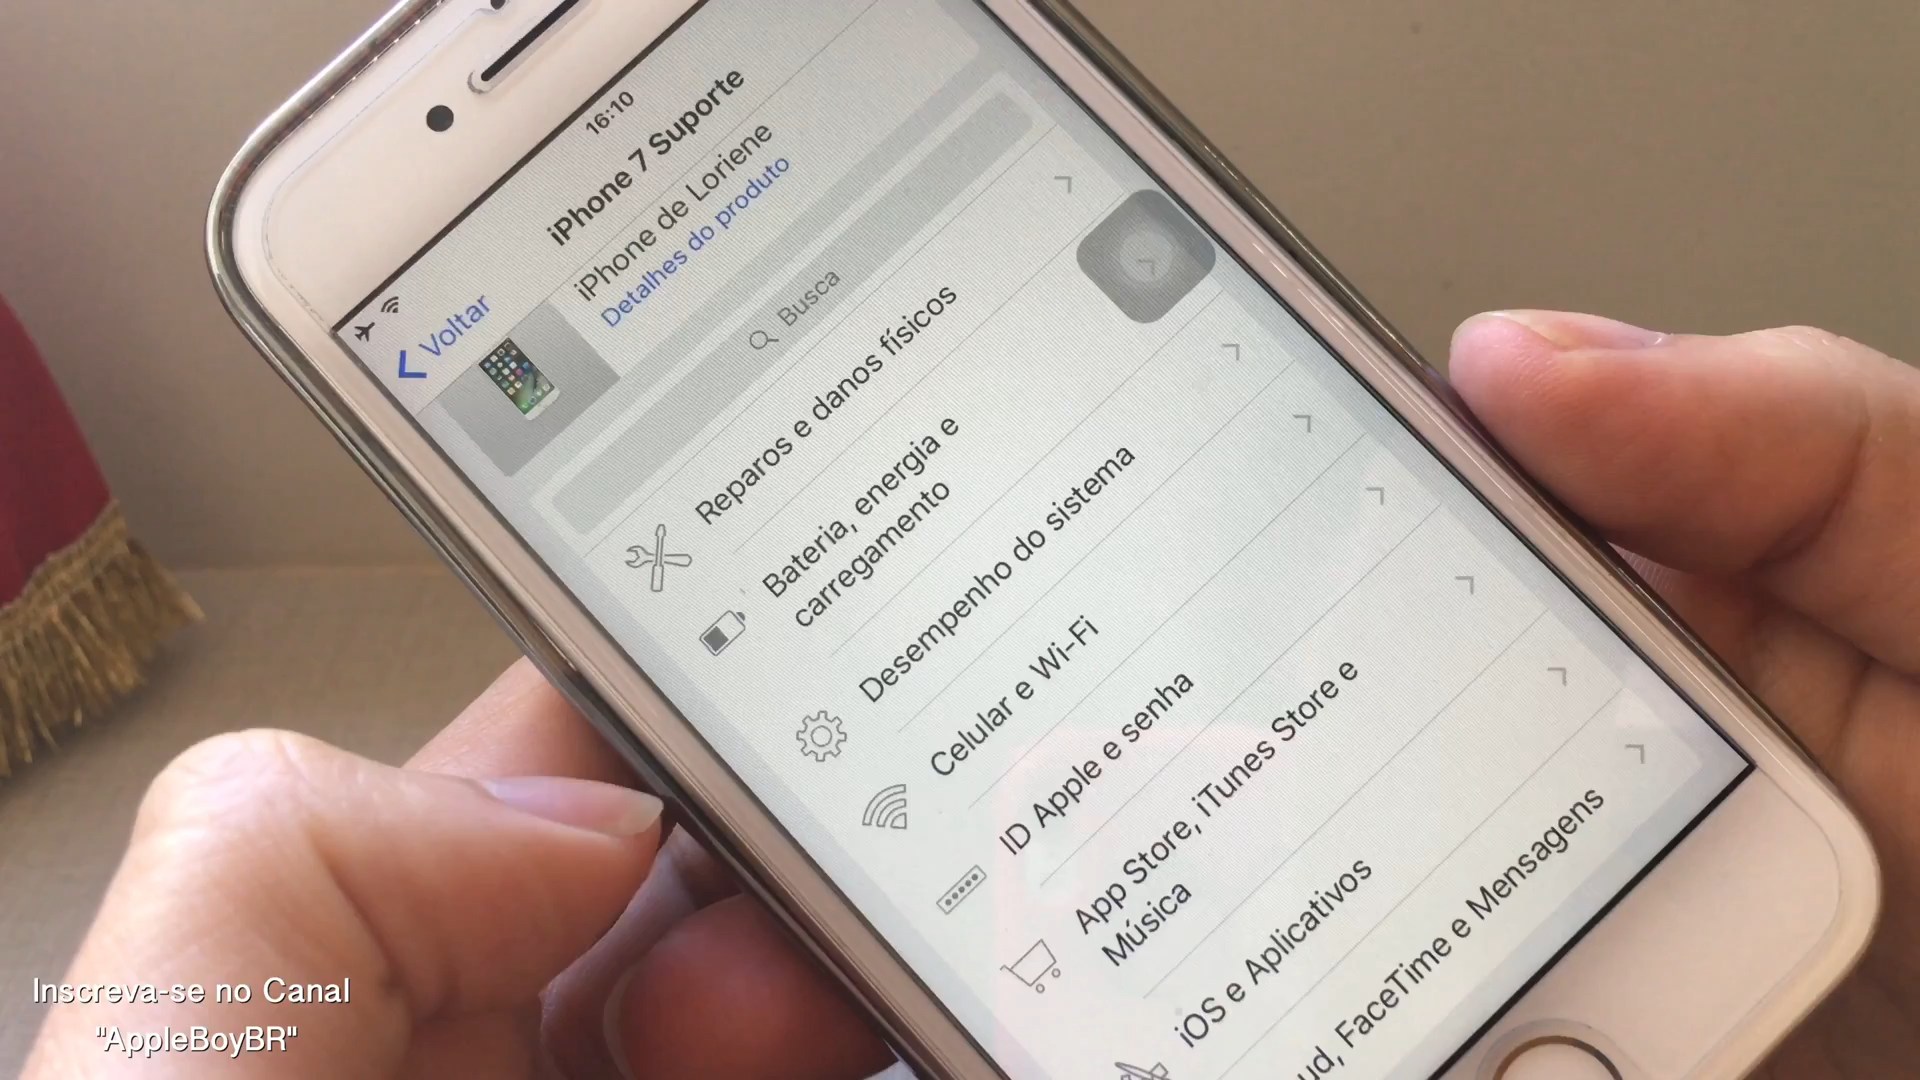 16:10
Voltar
iPhone 7 Suporte
iPhone de Loriene
Detalhes do produto
Busca
Reparos e danos físicos
Bateria, energia e
carregamento
Desempenho do sistema
Celular e Wi-Fi
ID Apple e senha
App Store, iTunes Store e
Música
iOS e Aplicativos
ud, FaceTime e Mensagens
Inscreva-se no Canal
"AppleBoyBR"